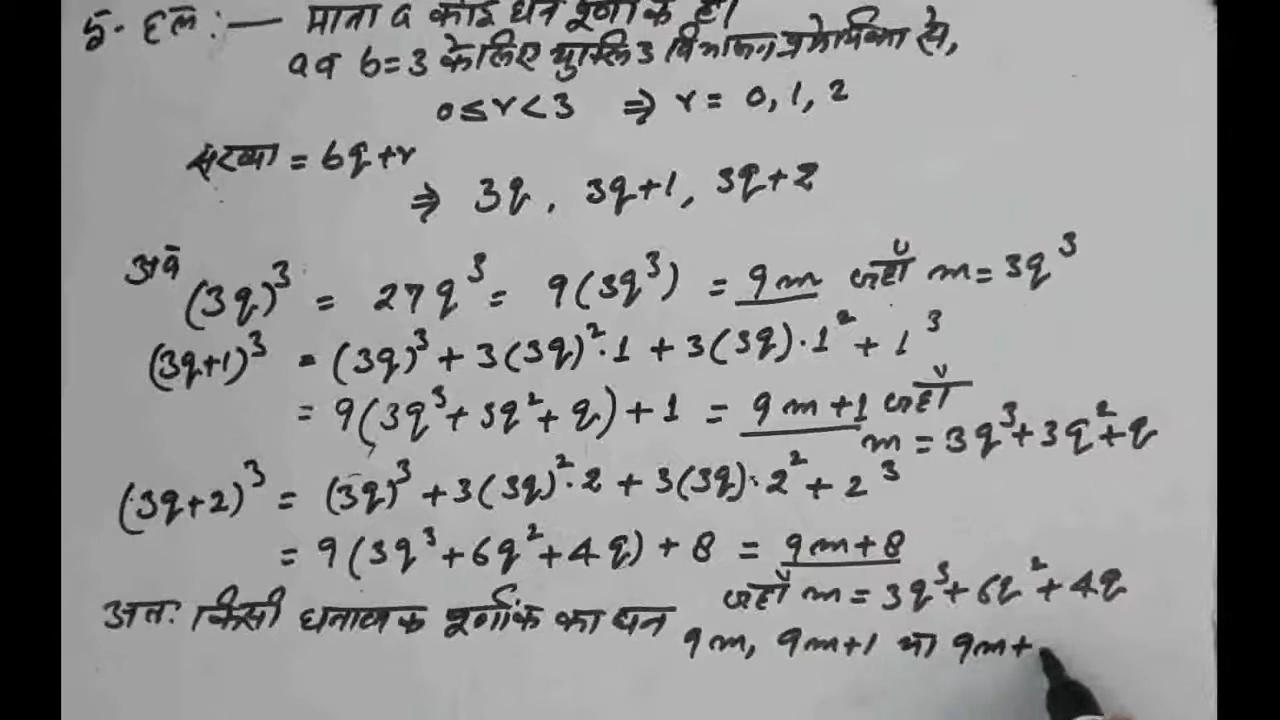 5. हल :— माना a कोई धन पूर्णांक है।
a व b = 3 के लिए युक्लिड विभाजन प्रमेयिका से,
0 ≤ r < 3 ⇒ r = 0, 1, 2
संख्या = bq + r
⇒ 3q, 3q+1, 3q+2
अब (3q)³ = 27q³ = 9(3q³) = 9m जहाँ m = 3q³
(3q+1)³ = (3q)³ + 3(3q)²·1 + 3(3q)·1² + 1³
= 9(3q³ + 3q² + q) + 1 = 9m+1 जहाँ
m = 3q³ + 3q² + q
(3q+2)³ = (3q)³ + 3(3q)²·2 + 3(3q)·2² + 2³
= 9(3q³ + 6q² + 4q) + 8 = 9m+8
जहाँ m = 3q³ + 6q² + 4q
अतः किसी धनात्मक पूर्णांक का घन
9m, 9m+1 या 9m+